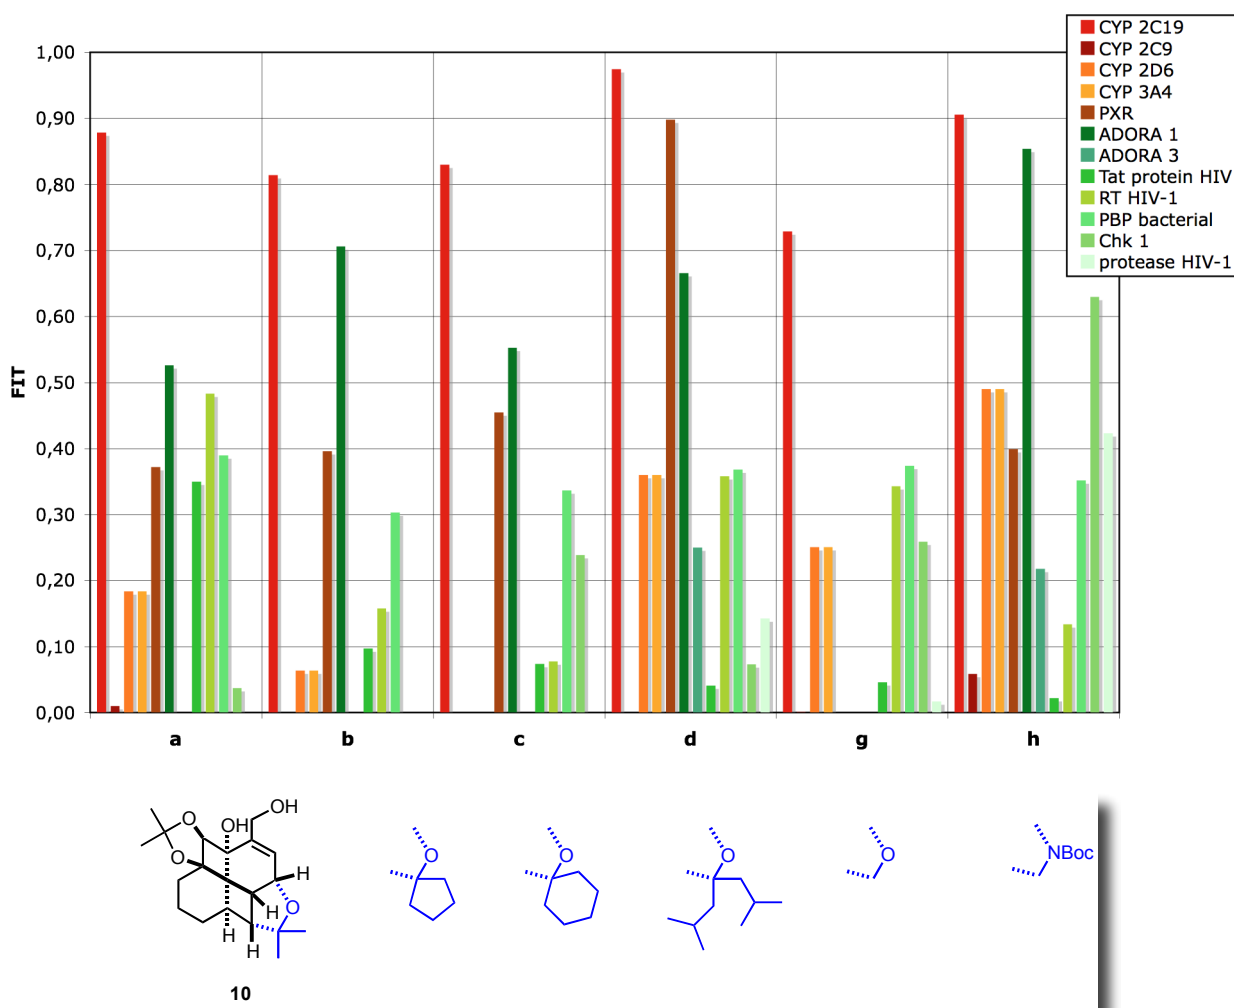 CYP 2C19
CYP 2C9
CYP 2D6
CYP 3A4
PXR
ADORA 1
ADORA 3
Tat protein HIV
RT HIV-1
PBP bacterial
Chk 1
protease HIV-1
1,00
0,90
0,80
0,70
0,60
0,50
0,40
0,30
0,20
0,10
0,00
FIT
a b c d g h
OH
O OH
O
H
O
H
H
H
O
O
O
O
NBoc
10